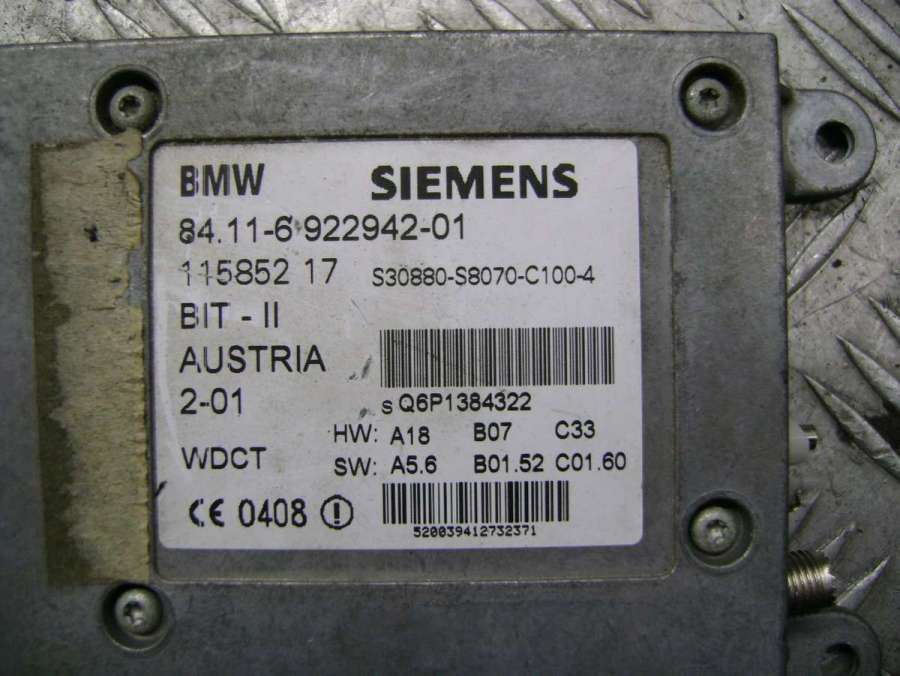 BMW SIEMENS
84.11-6 922942-01
115852 17 S30880-S8070-C100-4
BIT - II
AUSTRIA
2-01 S Q6P1384322
HW: A18 B07 C33
WDCT SW: A5.6 B01.52 C01.60
CE 0408
520039412732371